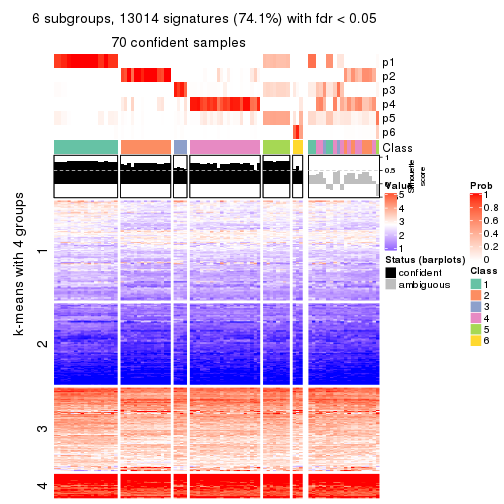 6 subgroups, 13014 signatures (74.1%) with fdr < 0.05
70 confident samples
p1
p2
p3
p4
p5
p6
Class
1
0.5
0
Silhouette
score
k-means with 4 groups
1
2
3
4
Value
5
4
3
2
1
Status (barplots)
confident
ambiguous
Prob
1
0.8
0.6
0.4
0.2
0
Class
1
2
3
4
5
6